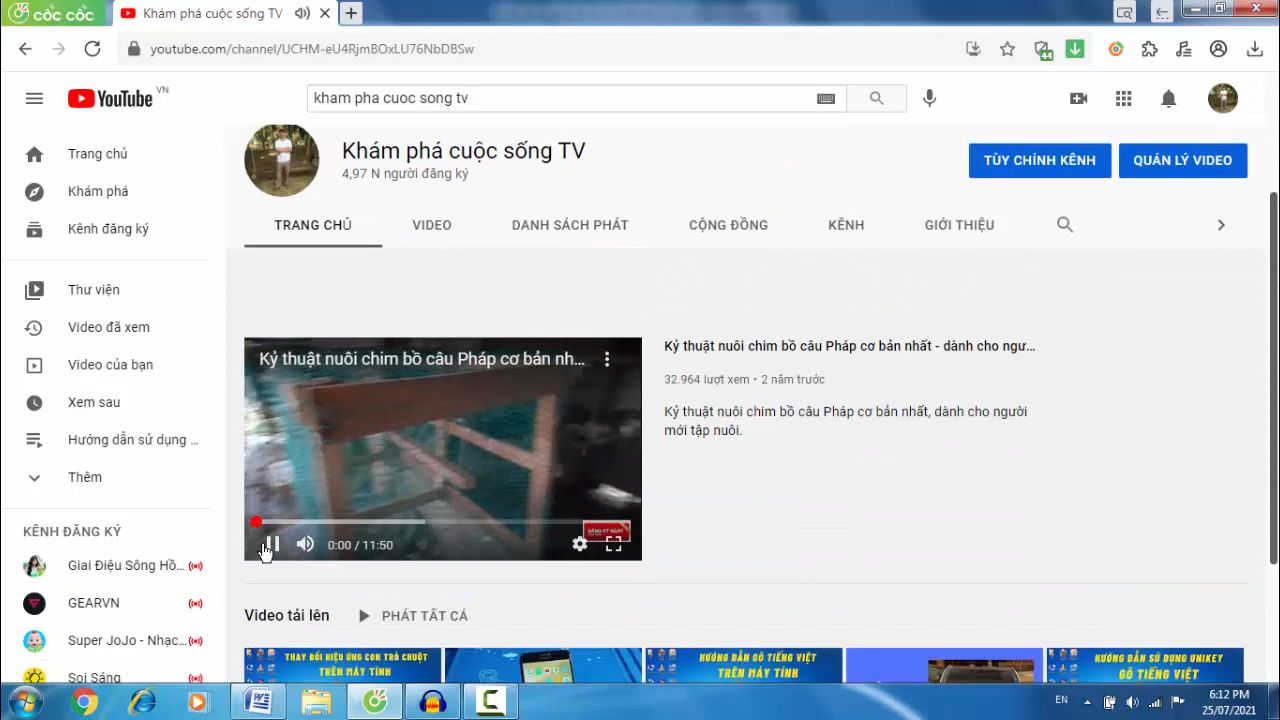 cốc cốc
Khám phá cuộc sống TV
youtube.com/channel/UCHM-eU4RjmBOxLU76NbD8Sw
44
YouTube VN
kham pha cuoc song tv
Trang chủ
Khám phá
Kênh đăng ký
Thư viện
Video đã xem
Video của bạn
Xem sau
Hướng dẫn sử dụng ...
Thêm
KÊNH ĐĂNG KÝ
Giai Điệu Sông Hồ...
GEARVN
Super JoJo - Nhạc...
Soi Sáng
Khám phá cuộc sống TV
4,97 N người đăng ký
TÙY CHỈNH KÊNH
QUẢN LÝ VIDEO
TRANG CHỦ
VIDEO
DANH SÁCH PHÁT
CỘNG ĐỒNG
KÊNH
GIỚI THIỆU
Kỷ thuật nuôi chim bồ câu Pháp cơ bản nh...
ĐĂNG KÝ NGAY
0:00 / 11:50
Kỷ thuật nuôi chim bồ câu Pháp cơ bản nhất - dành cho ngư...
32.964 lượt xem • 2 năm trước
Kỷ thuật nuôi chim bồ câu Pháp cơ bản nhất, dành cho người
mới tập nuôi.
Video tải lên
PHÁT TẤT CẢ
THAY ĐỔI HIỆU ỨNG CON TRỎ CHUỘT
TRÊN MÁY TÍNH
HƯỚNG DẪN GÕ TIẾNG VIỆT
TRÊN MÁY TÍNH
HƯỚNG DẪN SỬ DỤNG UNIKEY
GÕ TIẾNG VIỆT
EN
6:12 PM
25/07/2021